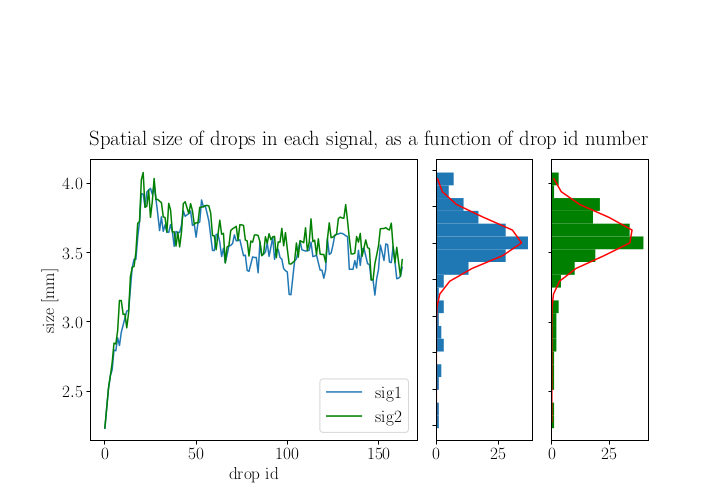 Spatial size of drops in each signal, as a function of drop id number
size [mm]
4.0
3.5
3.0
2.5
sig1
sig2
0 50 100 150 0 25 0 25
drop id